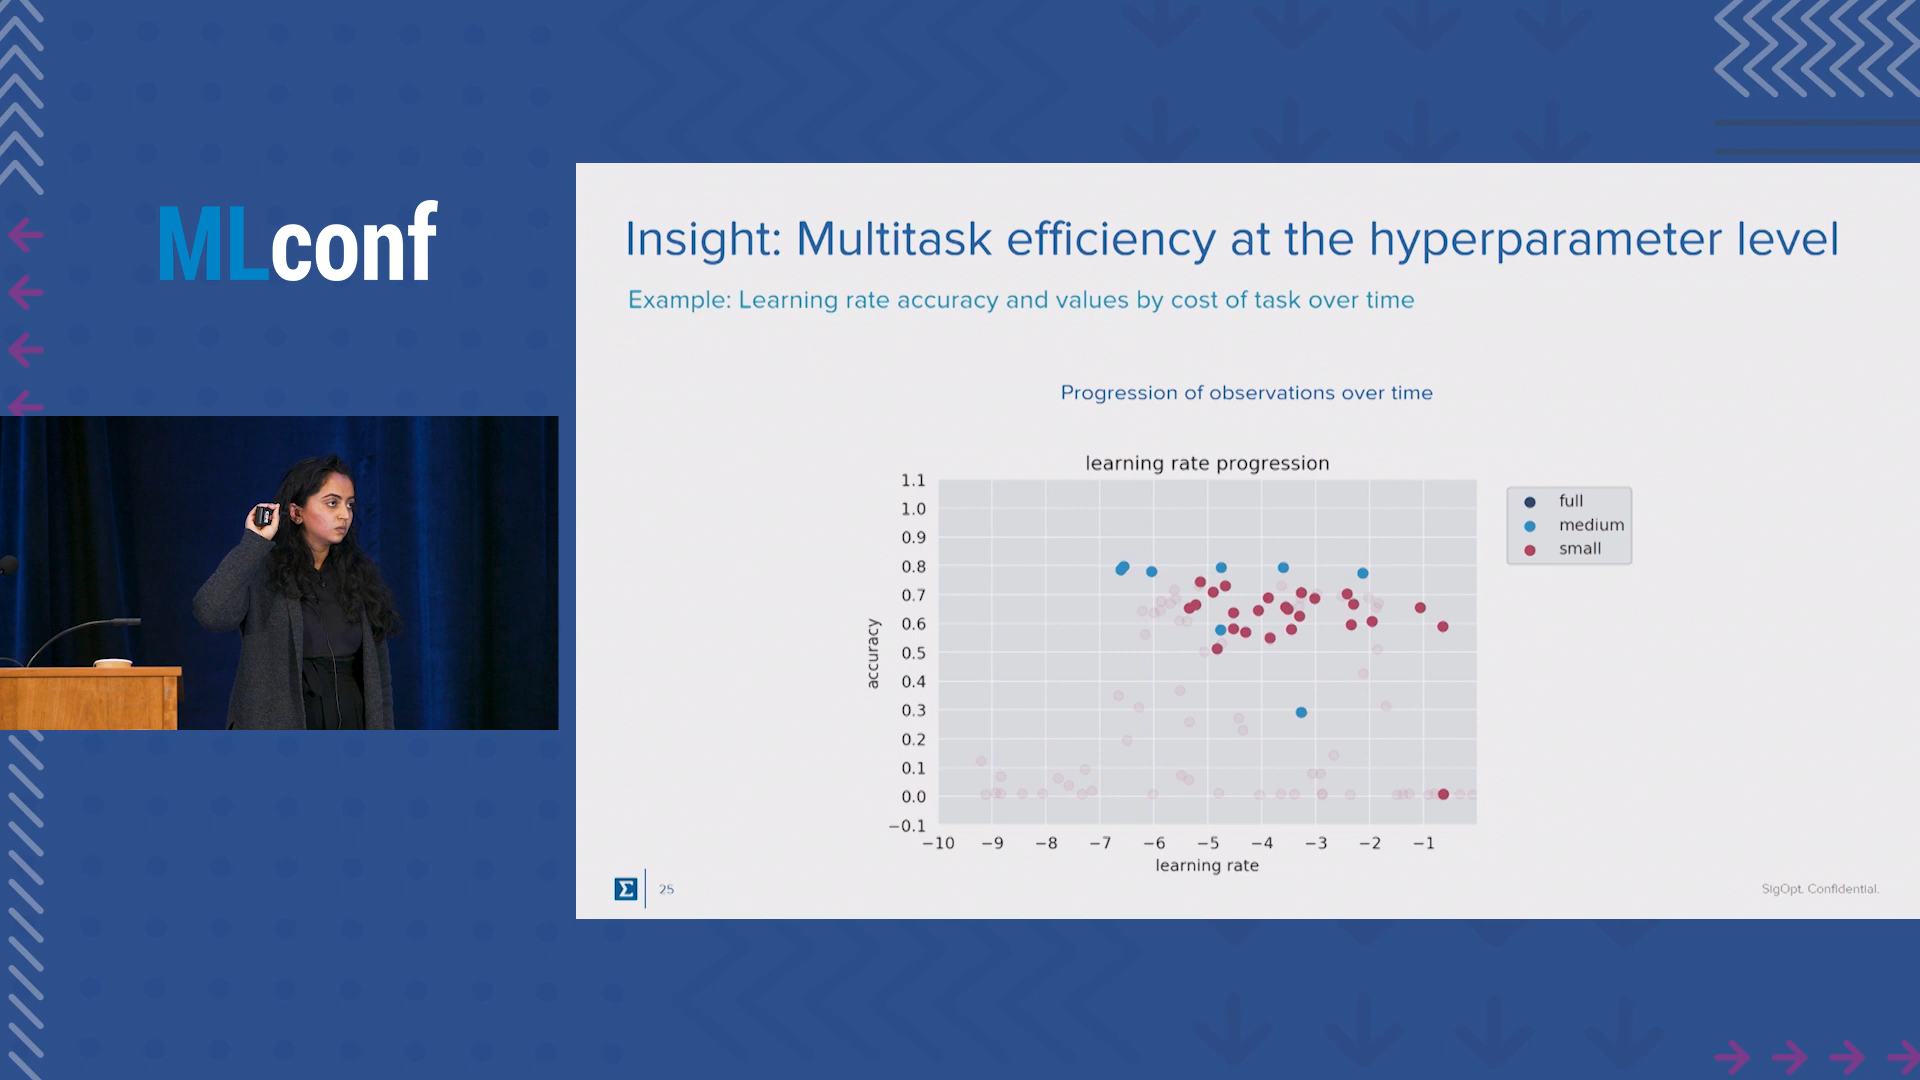 MLconf
Insight: Multitask efficiency at the hyperparameter level
Example: Learning rate accuracy and values by cost of task over time
Progression of observations over time
learning rate progression
1.1
1.0
0.9
0.8
0.7
0.6
0.5
0.4
0.3
0.2
0.1
0.0
−0.1
accuracy
−10 −9 −8 −7 −6 −5 −4 −3 −2 −1
learning rate
full
medium
small
Σ
25
SigOpt. Confidential.